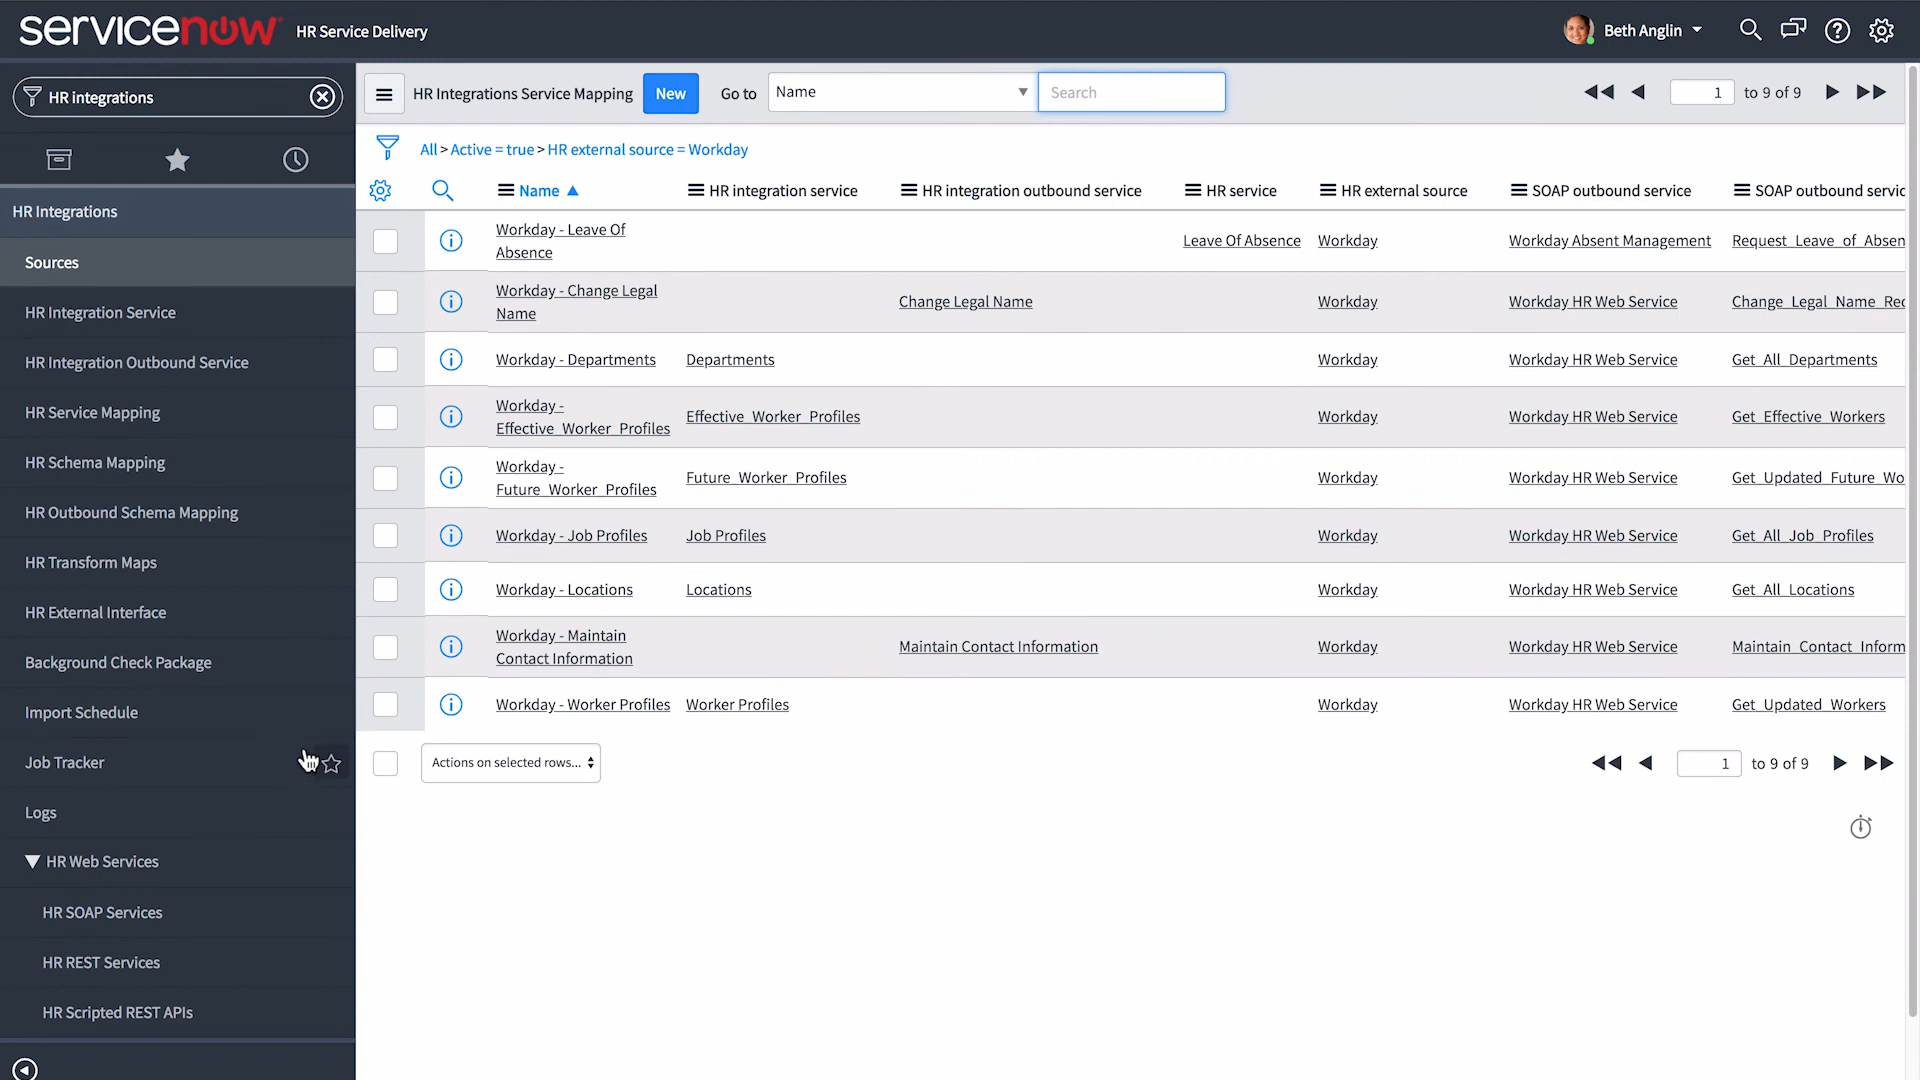 servicenow HR Service Delivery
Beth Anglin
HR integrations
HR Integrations Service Mapping
New
Go to
Name
Search
1 to 9 of 9
All > Active = true > HR external source = Workday
Name
HR integration service
HR integration outbound service
HR service
HR external source
SOAP outbound service
SOAP outbound servic
Workday - Leave Of
Absence
Leave Of Absence
Workday
Workday Absent Management
Request_Leave_of_Absen
Workday - Change Legal
Name
Change Legal Name
Workday
Workday HR Web Service
Change_Legal_Name_Req
Workday - Departments
Departments
Workday
Workday HR Web Service
Get_All_Departments
Workday -
Effective_Worker_Profiles
Effective_Worker_Profiles
Workday
Workday HR Web Service
Get_Effective_Workers
Workday -
Future_Worker_Profiles
Future_Worker_Profiles
Workday
Workday HR Web Service
Get_Updated_Future_Wo
Workday - Job Profiles
Job Profiles
Workday
Workday HR Web Service
Get_All_Job_Profiles
Workday - Locations
Locations
Workday
Workday HR Web Service
Get_All_Locations
Workday - Maintain
Contact Information
Maintain Contact Information
Workday
Workday HR Web Service
Maintain_Contact_Inform
Workday - Worker Profiles
Worker Profiles
Workday
Workday HR Web Service
Get_Updated_Workers
Actions on selected rows...
1 to 9 of 9
HR Integrations
Sources
HR Integration Service
HR Integration Outbound Service
HR Service Mapping
HR Schema Mapping
HR Outbound Schema Mapping
HR Transform Maps
HR External Interface
Background Check Package
Import Schedule
Job Tracker
Logs
HR Web Services
HR SOAP Services
HR REST Services
HR Scripted REST APIs